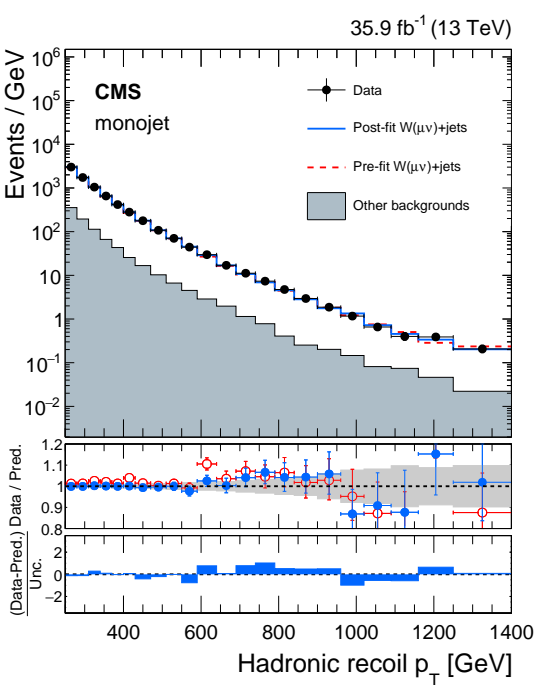 35.9 fb⁻¹ (13 TeV)
Events / GeV
10⁶
10⁵
10⁴
10³
10²
10
1
10⁻¹
10⁻²
CMS
monojet
Data
Post-fit W(μν)+jets
Pre-fit W(μν)+jets
Other backgrounds
Data / Pred.
1.2
1.1
1.0
0.9
0.8
(Data-Pred.)
Unc.
2
0
−2
400 600 800 1000 1200 1400
Hadronic recoil p_T [GeV]